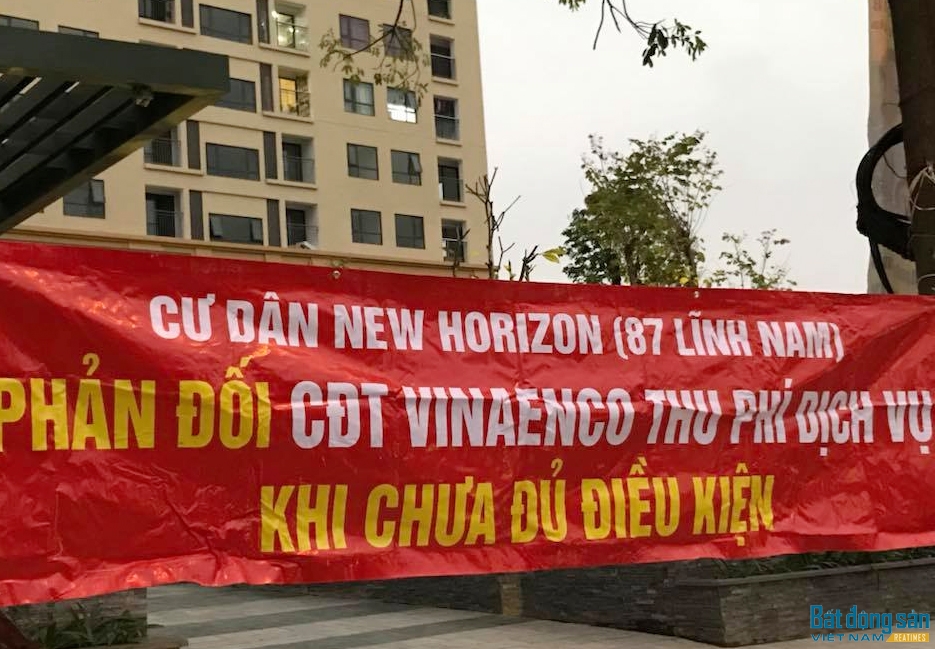 CƯ DÂN NEW HORIZON (87 LĨNH NAM)
PHẢN ĐỐI CĐT VINAENCO THU PHÍ DỊCH VỤ
KHI CHƯA ĐỦ ĐIỀU KIỆN
Bất động sản
VIỆT NAM REATIMES